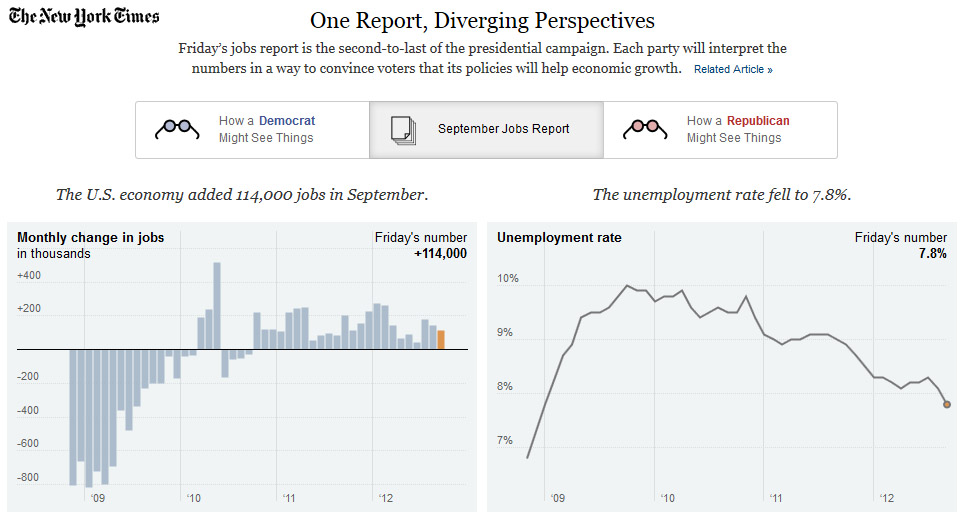 The New York Times
One Report, Diverging Perspectives
Friday's jobs report is the second-to-last of the presidential campaign. Each party will interpret the
numbers in a way to convince voters that its policies will help economic growth. Related Article »
How a Democrat
Might See Things
September Jobs Report
How a Republican
Might See Things
The U.S. economy added 114,000 jobs in September.
The unemployment rate fell to 7.8%.
Monthly change in jobs
in thousands
Friday's number
+114,000
+400
+200
-200
-400
-600
-800
'09
'10
'11
'12
Unemployment rate
Friday's number
7.8%
10%
9%
8%
7%
'09
'10
'11
'12